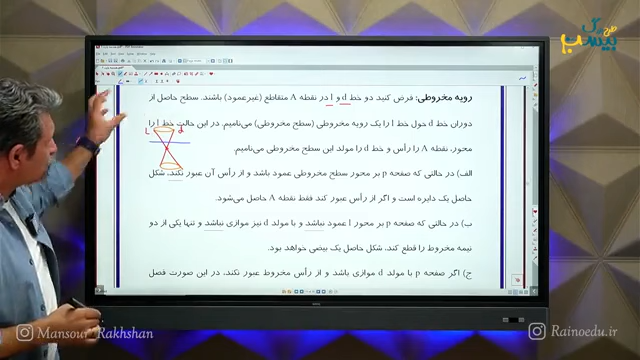 طرح بیست
رویه مخروطی: فرض کنید دو خط d و l در نقطه A متقاطع (غیرعمود) باشند. سطح حاصل از
دوران خط d حول خط l را یک رویه مخروطی (سطح مخروطی) می‌نامیم. در این حالت خط l را
محور، نقطه A را رأس و خط d را مولد این سطح مخروطی می‌نامیم.
L d
الف) در حالتی که صفحه p بر محور سطح مخروطی عمود باشد و از رأس آن عبور نکند، شکل
حاصل یک دایره است و اگر از رأس عبور کند فقط نقطه A حاصل می‌شود.
ب) در حالتی که صفحه p بر محور l عمود نباشد و با مولد d نیز موازی نباشد و تنها یکی از دو
نیمه مخروط را قطع کند، شکل حاصل یک بیضی خواهد بود.
ج) اگر صفحه p با مولد d موازی باشد و از رأس مخروط عبور نکند، در این صورت فصل
Mansour Rakhshan
Rainoedu.ir